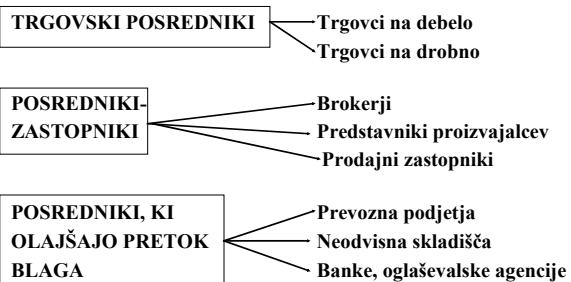 TRGOVSKI POSREDNIKI
Trgovci na debelo
Trgovci na drobno
POSREDNIKI-
ZASTOPNIKI
Brokerji
Predstavniki proizvajalcev
Prodajni zastopniki
POSREDNIKI, KI
OLAJŠAJO PRETOK
BLAGA
Prevozna podjetja
Neodvisna skladišča
Banke, oglaševalske agencije